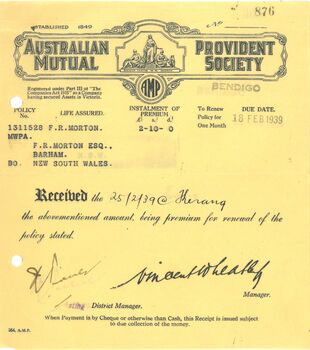 ESTABLISHED 1849
876
AUSTRALIAN MUTUAL PROVIDENT SOCIETY
AMP
BENDIGO
Registered under Part III of "The
Companies Act 1915" as a Company
having secured Assets in Victoria.
POLICY No. LIFE ASSURED. INSTALMENT OF PREMIUM To Renew Policy for One Month DUE DATE.
£ s. d. 18 FEB 1939
1311528 F.R.MORTON. 2-10- 0
MWPA.
F.R.MORTON ESQ.,
BARHAM.
BO. NEW SOUTH WALES.
Received the 25/2/39 @ Kerang
the abovementioned amount, being premium for renewal of the
policy stated.
Vincent Wheatley
Manager.
District Manager.
When Payment is by Cheque or otherwise than Cash, this Receipt is issued subject
to due collection of the money.